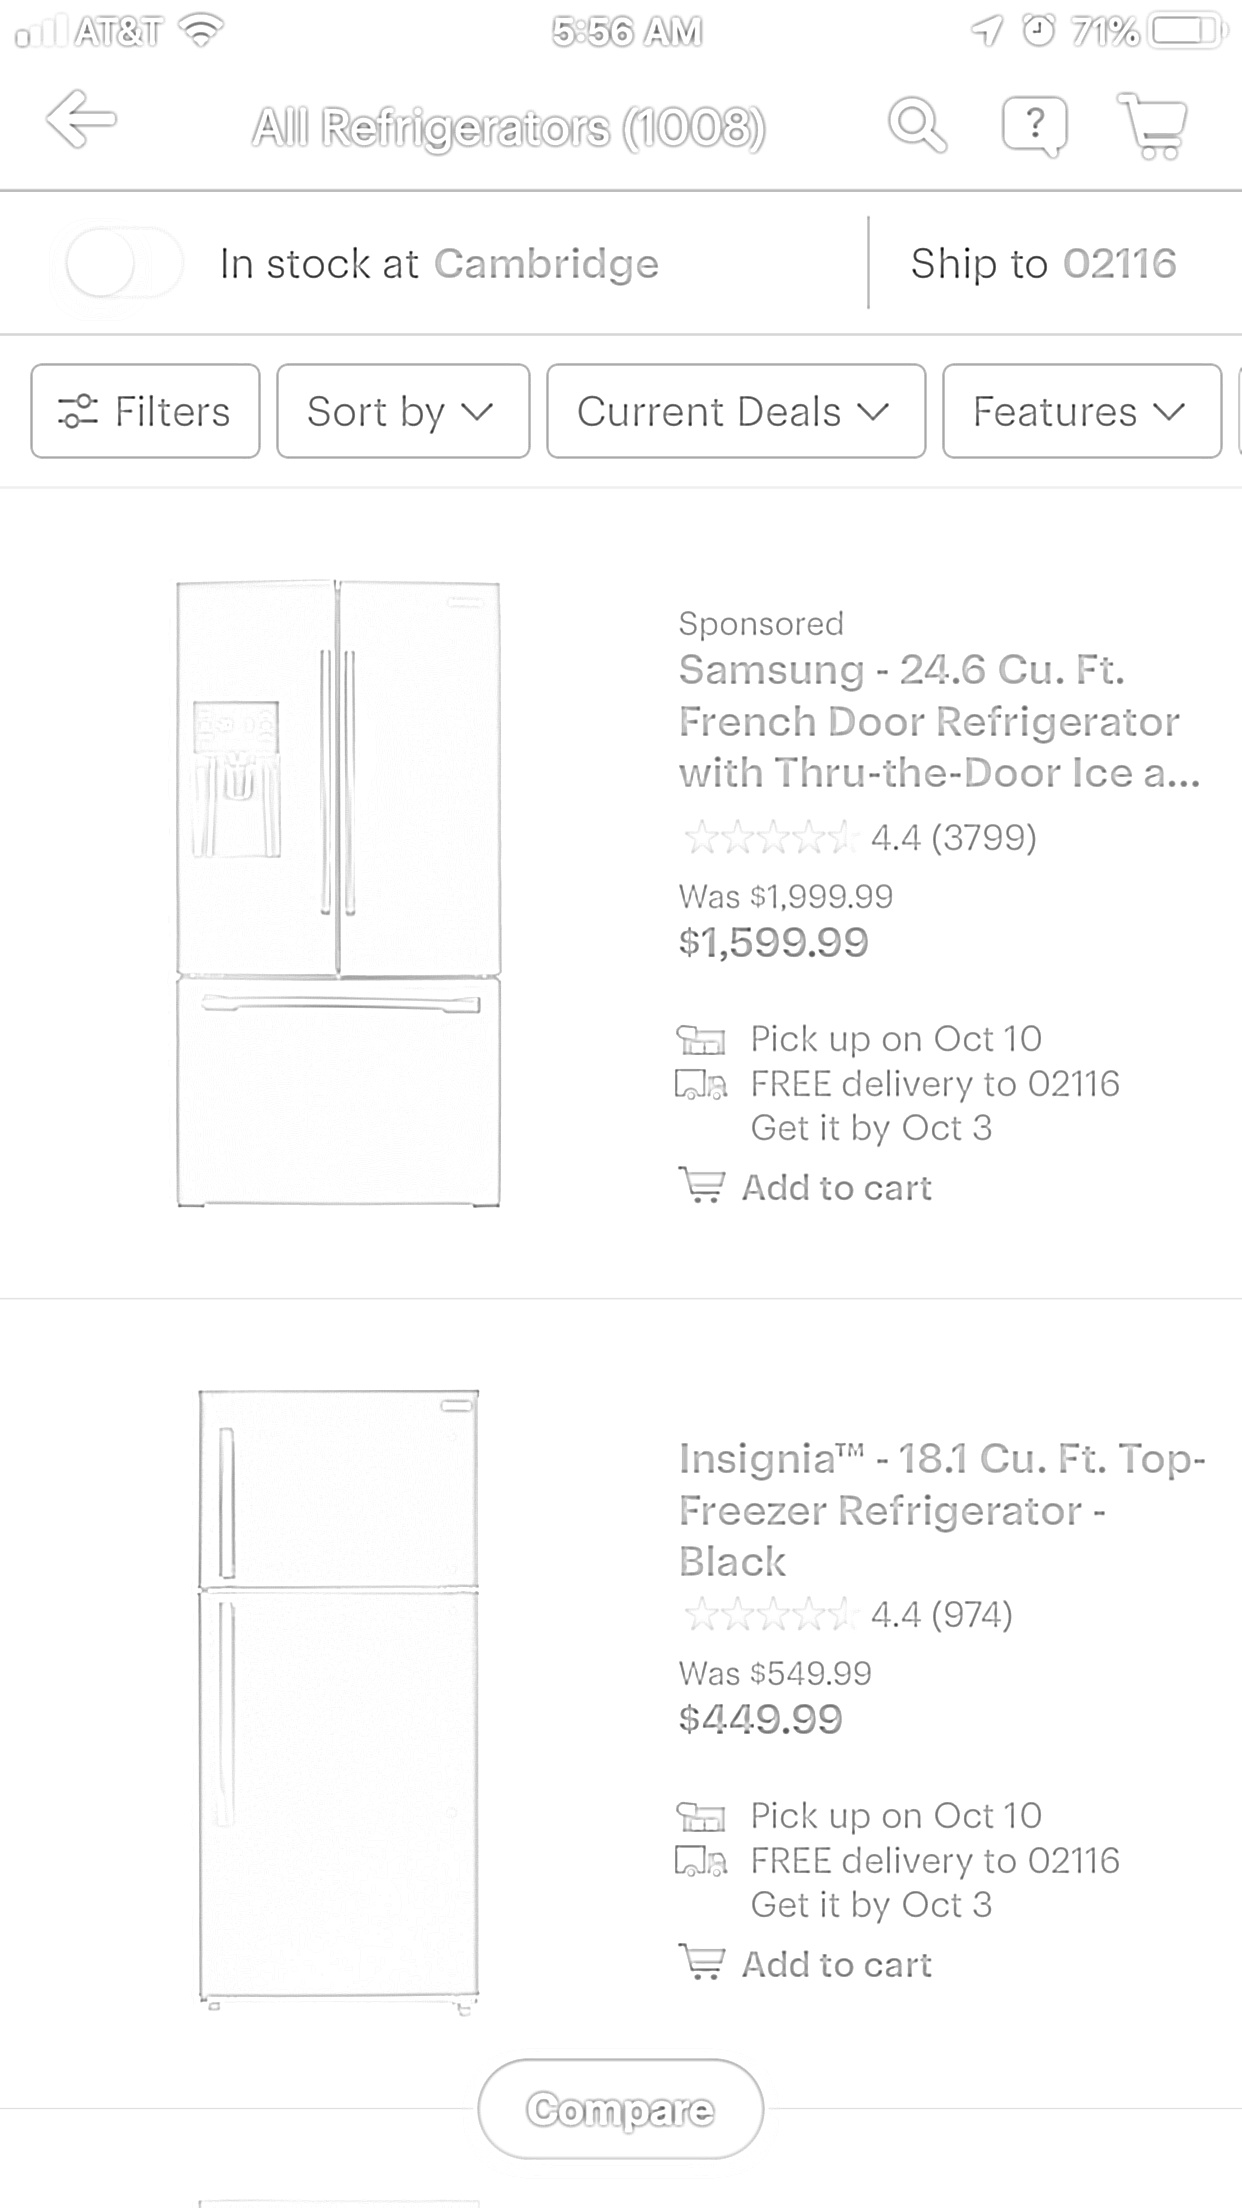 AT&T 5:56 AM 71%
All Refrigerators (1008) ?
In stock at Cambridge Ship to 02116
Filters Sort by Current Deals Features
Sponsored
Samsung - 24.6 Cu. Ft.
French Door Refrigerator
with Thru-the-Door Ice a...
4.4 (3799)
Was $1,999.99
$1,599.99
Pick up on Oct 10
FREE delivery to 02116
Get it by Oct 3
Add to cart
Insignia™ - 18.1 Cu. Ft. Top-
Freezer Refrigerator -
Black
4.4 (974)
Was $549.99
$449.99
Pick up on Oct 10
FREE delivery to 02116
Get it by Oct 3
Add to cart
Compare